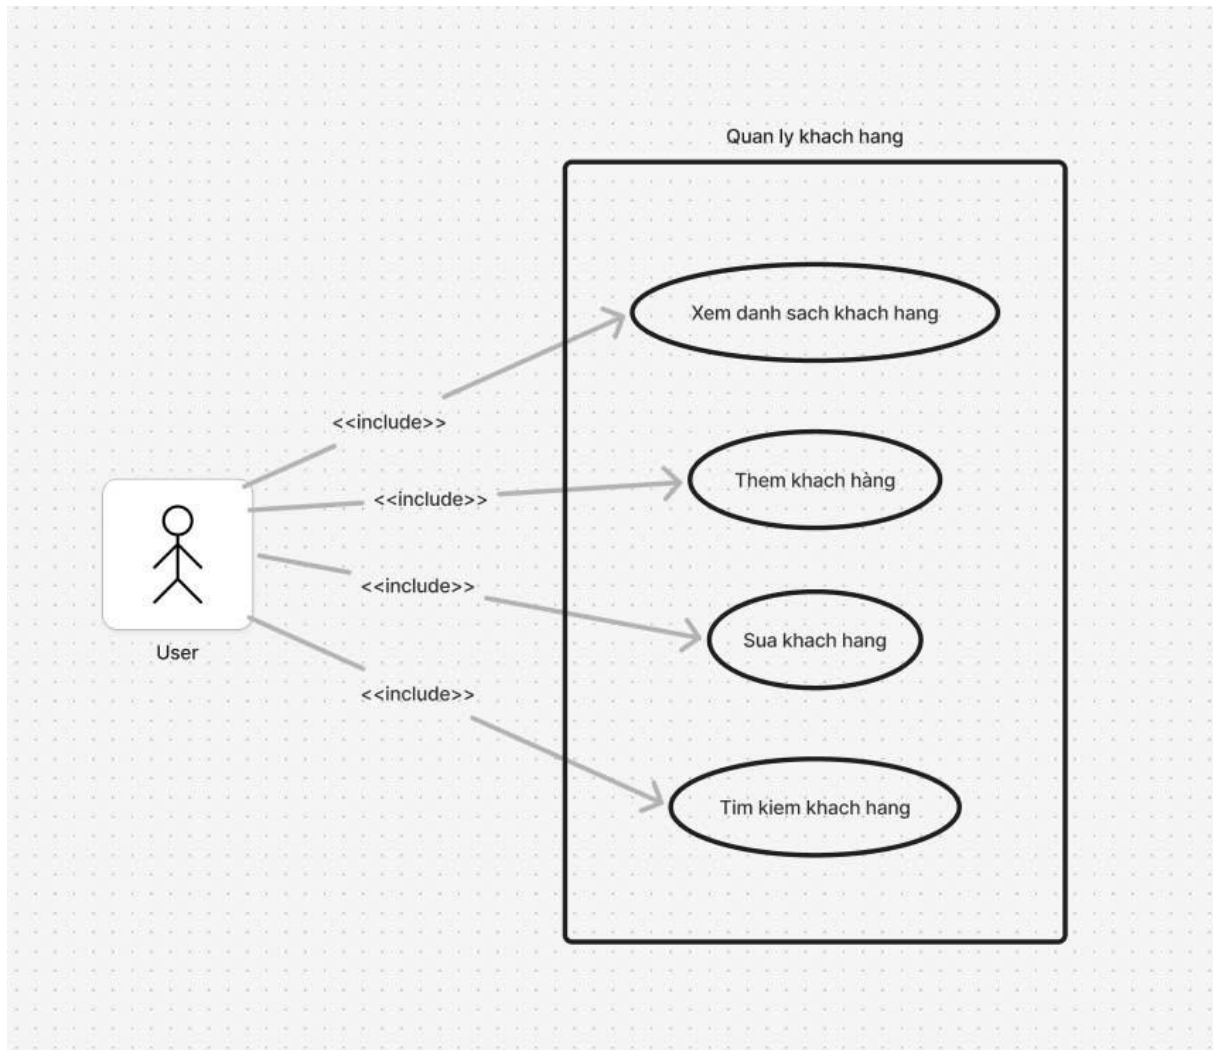 Quan ly khach hang
Xem danh sach khach hang
<<include>>
Them khach hàng
<<include>>
<<include>>
Sua khach hang
User
<<include>>
Tim kiem khach hang